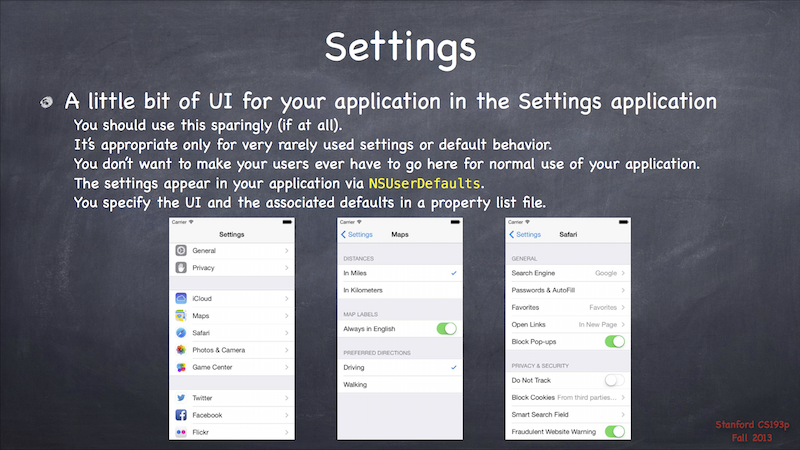 Settings
A little bit of UI for your application in the Settings application
You should use this sparingly (if at all).
It's appropriate only for very rarely used settings or default behavior.
You don't want to make your users ever have to go here for normal use of your application.
The settings appear in your application via NSUserDefaults.
You specify the UI and the associated defaults in a property list file.
Carrier
Settings
General
Privacy
iCloud
Maps
Safari
Photos & Camera
Game Center
Twitter
Facebook
Flickr
Carrier
Settings Maps
DISTANCES
In Miles
In Kilometers
MAP LABELS
Always in English
PREFERRED DIRECTIONS
Driving
Walking
Carrier
Settings Safari
GENERAL
Search Engine Google
Passwords & AutoFill
Favorites Favorites
Open Links In New Page
Block Pop-ups
PRIVACY & SECURITY
Do Not Track
Block Cookies From third parties...
Smart Search Field
Fraudulent Website Warning
Stanford CS193p
Fall 2013